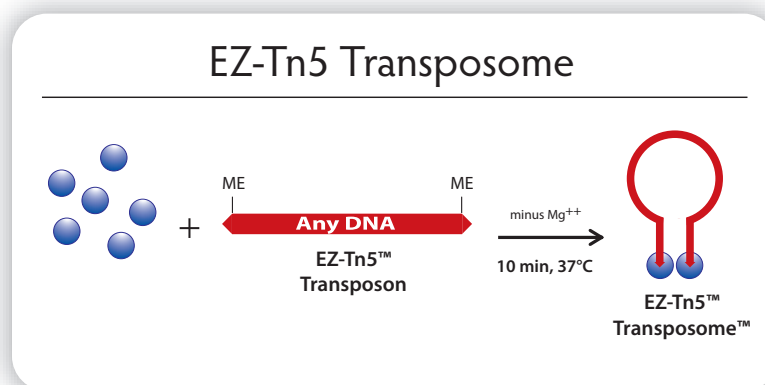 EZ-Tn5 Transposome
ME
ME
+
Any DNA
EZ-Tn5™
Transposon
minus Mg++
10 min, 37°C
EZ-Tn5™
Transposome™